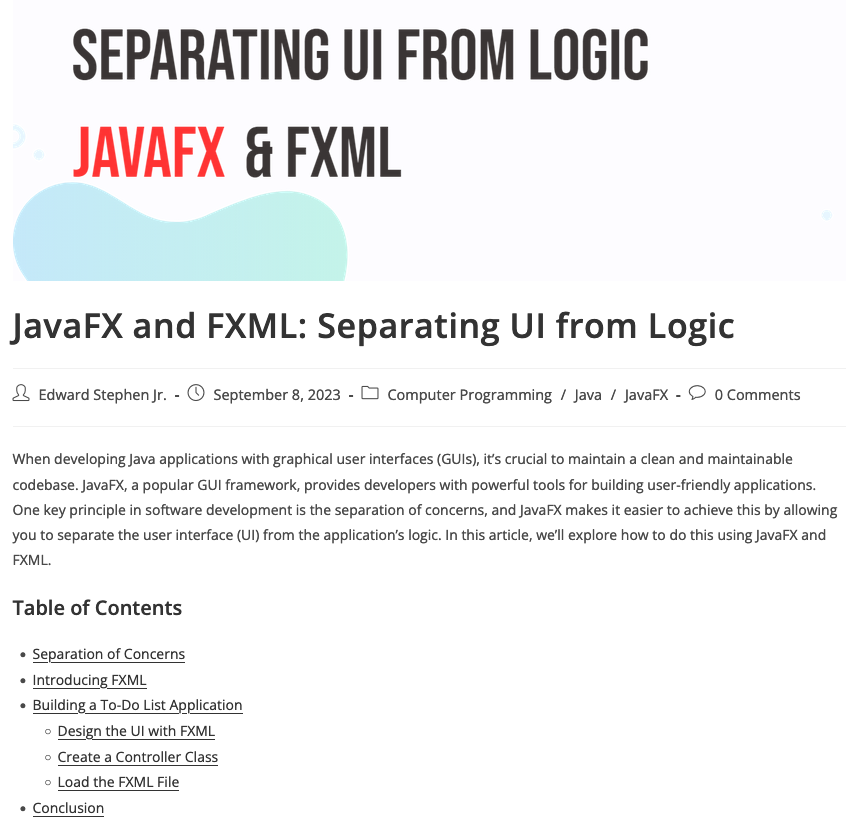 SEPARATING UI FROM LOGIC
JAVAFX & FXML
JavaFX and FXML: Separating UI from Logic
Edward Stephen Jr. - September 8, 2023 - Computer Programming / Java / JavaFX - 0 Comments
When developing Java applications with graphical user interfaces (GUIs), it’s crucial to maintain a clean and maintainable
codebase. JavaFX, a popular GUI framework, provides developers with powerful tools for building user-friendly applications.
One key principle in software development is the separation of concerns, and JavaFX makes it easier to achieve this by allowing
you to separate the user interface (UI) from the application’s logic. In this article, we’ll explore how to do this using JavaFX and
FXML.
Table of Contents
• Separation of Concerns
• Introducing FXML
• Building a To-Do List Application
◦ Design the UI with FXML
◦ Create a Controller Class
◦ Load the FXML File
• Conclusion